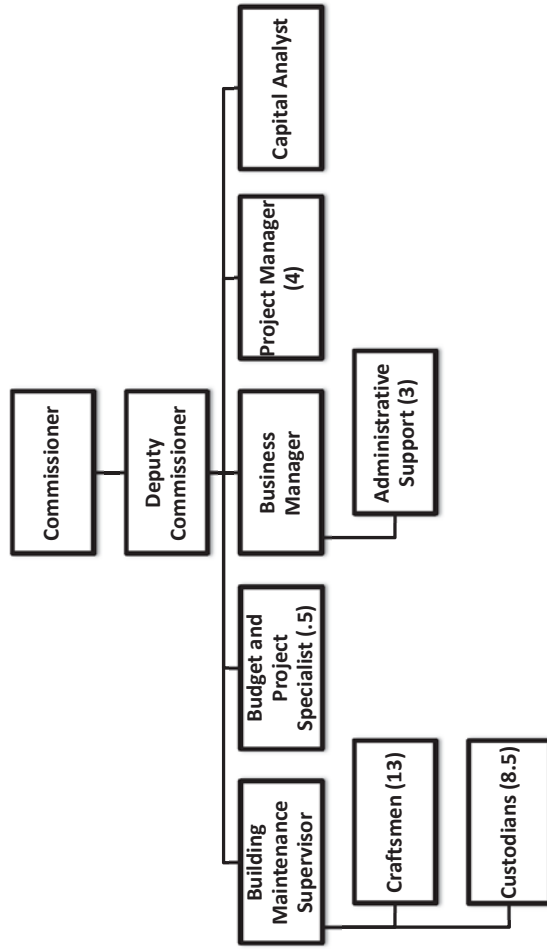 Commissioner
Deputy
Commissioner
Building
Maintenance
Supervisor
Budget and
Project
Specialist (.5)
Business
Manager
Project Manager
(4)
Capital Analyst
Craftsmen (13)
Custodians (8.5)
Administrative
Support (3)